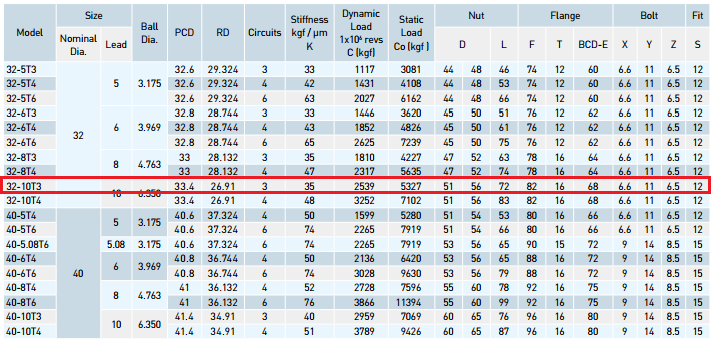 Model Size Ball Dia. PCD RD Circuits Stiffness kgf / μm K Dynamic Load 1x10⁶ revs C (kgf) Static Load Co (kgf ) Nut Flange Bolt Fit
Nominal Dia. Lead D L F T BCD-E X Y Z S
32-5T3 32.6 29.324 3 33 1117 3081 44 48 46 74 12 60 6.6 11 6.5 12
32-5T4 32 5 3.175 32.6 29.324 4 42 1431 4108 44 48 53 74 12 60 6.6 11 6.5 12
32-5T6 32.6 29.324 6 63 2027 6162 44 48 66 74 12 60 6.6 11 6.5 12
32-6T3 32.8 28.744 3 33 1446 3620 45 50 51 76 12 62 6.6 11 6.5 12
32-6T4 6 3.969 32.8 28.744 4 43 1852 4826 45 50 61 76 12 62 6.6 11 6.5 12
32-6T6 32.8 28.744 6 65 2625 7239 45 50 75 76 12 62 6.6 11 6.5 12
32-8T3 8 4.763 33 28.132 3 35 1810 4227 47 52 63 78 16 64 6.6 11 6.5 12
32-8T4 33 28.132 4 47 2317 5635 47 52 74 78 16 64 6.6 11 6.5 12
32-10T3 10 6.350 33.4 26.91 3 35 2539 5327 51 56 72 82 16 68 6.6 11 6.5 12
32-10T4 33.4 26.91 4 48 3252 7102 51 56 83 82 16 68 6.6 11 6.5 12
40-5T4 40 5 3.175 40.6 37.324 4 50 1599 5280 51 54 53 80 16 66 6.6 11 6.5 12
40-5T6 40.6 37.324 6 74 2265 7919 51 54 66 80 16 66 6.6 11 6.5 12
40-5.08T6 5.08 3.175 40.6 37.324 6 74 2265 7919 53 56 65 90 15 72 9 14 8.5 15
40-6T4 6 3.969 40.8 36.744 4 50 2136 6420 53 56 65 88 16 72 9 14 8.5 15
40-6T6 40.8 36.744 6 74 3028 9630 53 56 79 88 16 72 9 14 8.5 15
40-8T4 8 4.763 41 36.132 4 52 2728 7596 55 60 78 92 16 75 9 14 8.5 15
40-8T6 41 36.132 6 76 3866 11394 55 60 99 92 16 75 9 14 8.5 15
40-10T3 10 6.350 41.4 34.91 3 40 2959 7069 60 65 76 96 16 80 9 14 8.5 15
40-10T4 41.4 34.91 4 51 3789 9426 60 65 87 96 16 80 9 14 8.5 15